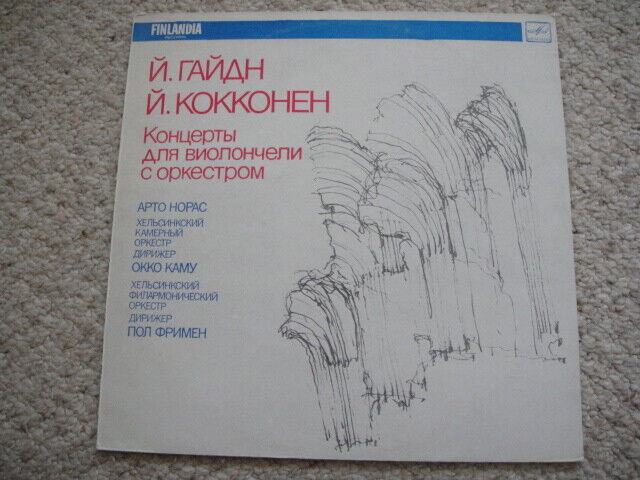 FINLANDIA
Й. ГАЙДН
Й. КОККОНЕН
Концерты
для виолончели
с оркестром
АРТО НОРАС
ХЕЛЬСИНКСКИЙ
КАМЕРНЫЙ
ОРКЕСТР
ДИРИЖЕР
ОККО КАМУ
ХЕЛЬСИНКСКИЙ
ФИЛАРМОНИЧЕСКИЙ
ОРКЕСТР
ДИРИЖЕР
ПОЛ ФРИМЕН